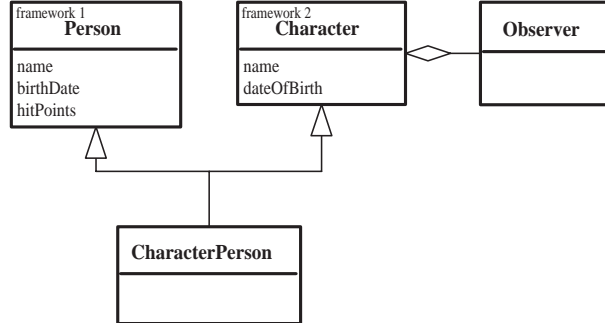 framework 1
Person
name
birthDate
hitPoints
framework 2
Character
name
dateOfBirth
Observer
CharacterPerson